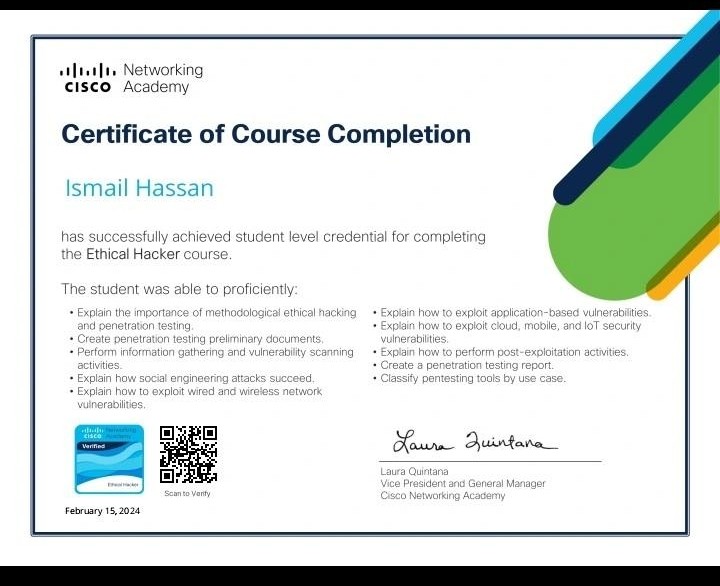 Networking
CISCO Academy
Certificate of Course Completion
Ismail Hassan
has successfully achieved student level credential for completing
the Ethical Hacker course.
The student was able to proficiently:
• Explain the importance of methodological ethical hacking
and penetration testing.
• Create penetration testing preliminary documents.
• Perform information gathering and vulnerability scanning
activities.
• Explain how social engineering attacks succeed.
• Explain how to exploit wired and wireless network
vulnerabilities.
• Explain how to exploit application-based vulnerabilities.
• Explain how to exploit cloud, mobile, and IoT security
vulnerabilities.
• Explain how to perform post-exploitation activities.
• Create a penetration testing report.
• Classify pentesting tools by use case.
Networking
CISCO Academy
Verified
Ethical Hacker
Scan to Verify
February 15, 2024
Laura Quintana
Laura Quintana
Vice President and General Manager
Cisco Networking Academy